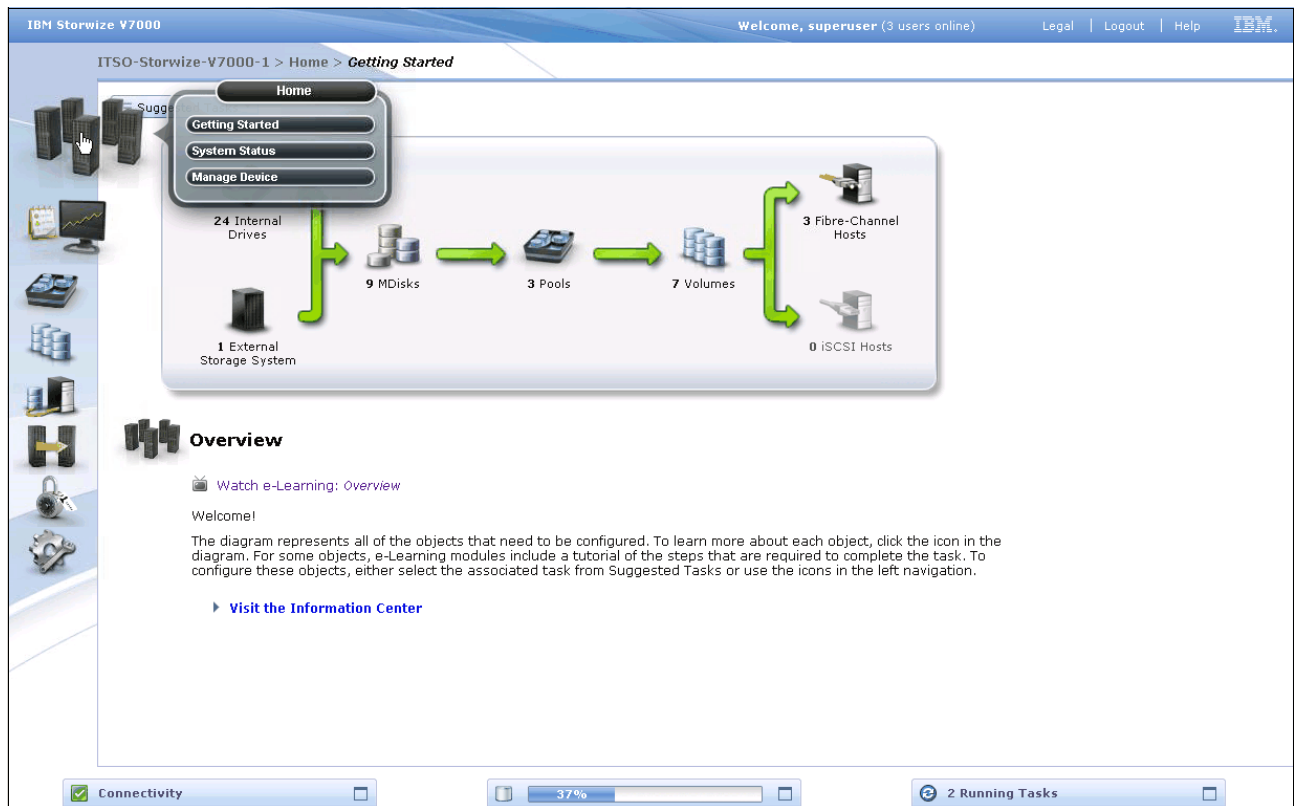 IBM Storwize V7000
Welcome, superuser (3 users online)
Legal | Logout | Help
IBM.
ITSO-Storwize-V7000-1 > Home > Getting Started
Home
Getting Started
System Status
Manage Device
24 Internal
Drives
9 MDisks
3 Pools
7 Volumes
3 Fibre-Channel
Hosts
1 External
Storage System
0 iSCSI Hosts
Overview
Watch e-Learning: Overview
Welcome!
The diagram represents all of the objects that need to be configured. To learn more about each object, click the icon in the
diagram. For some objects, e-Learning modules include a tutorial of the steps that are required to complete the task. To
configure these objects, either select the associated task from Suggested Tasks or use the icons in the left navigation.
Visit the Information Center
Connectivity
37%
2 Running Tasks